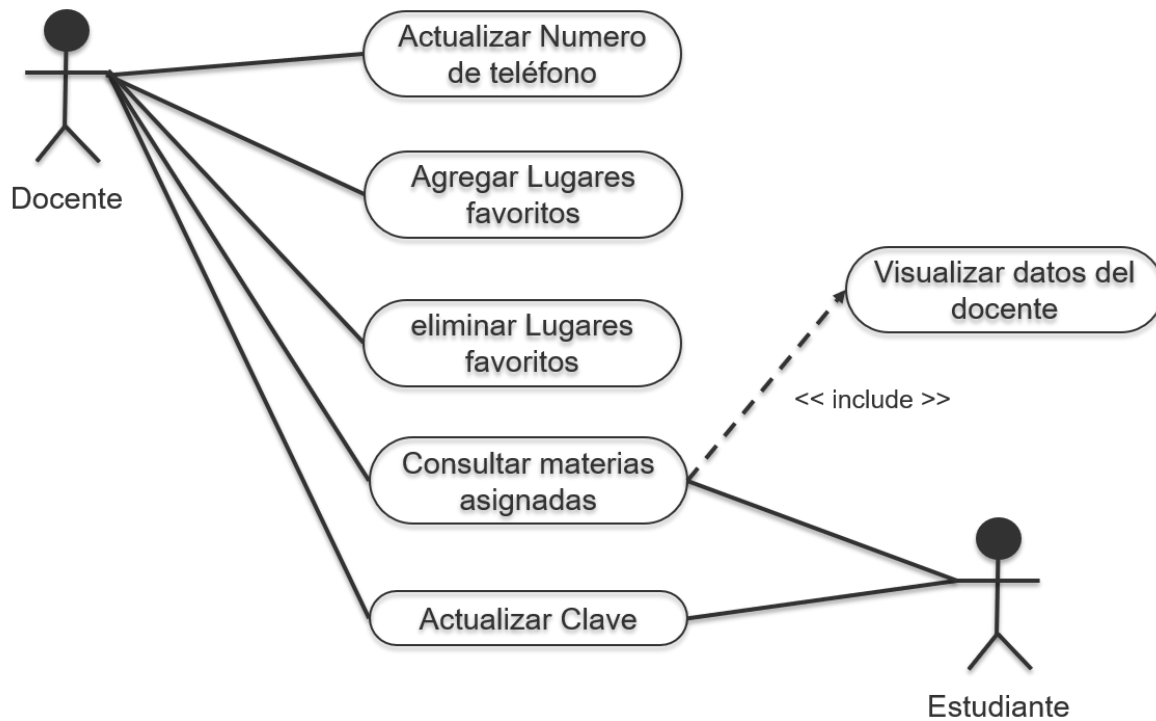 Actualizar Numero
de teléfono
Docente
Agregar Lugares
favoritos
Visualizar datos del
docente
eliminar Lugares
favoritos
<< include >>
Consultar materias
asignadas
Actualizar Clave
Estudiante